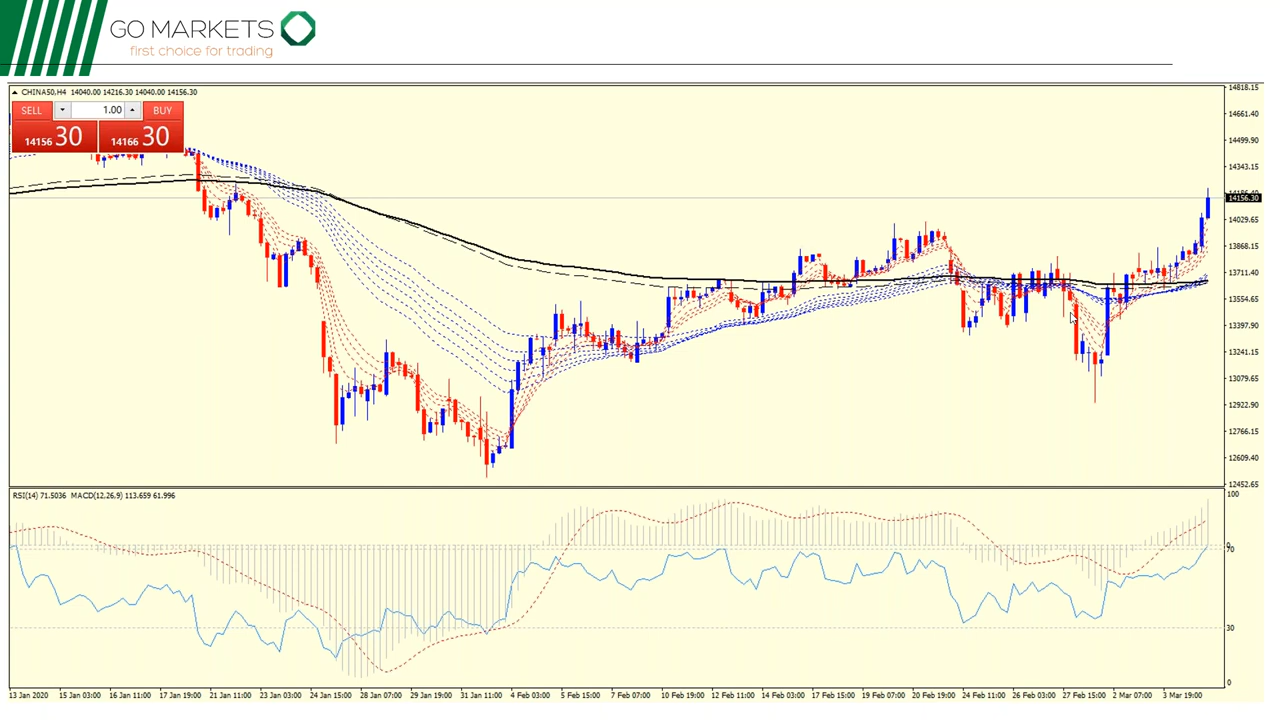 GO MARKETS
first choice for trading
CHINA50,H4 14040.00 14216.30 14040.00 14156.30
SELL 1.00 BUY
14156 30 14166 30
14818.15
14661.40
14499.90
14343.15
14156.30
14029.65
13868.15
13711.40
13554.65
13397.90
13241.15
13079.65
12922.90
12766.15
12609.40
12452.65
RSI(14) 71.5036 MACD(12,26,9) 113.659 61.996
100
70
30
0
13 Jan 2020 15 Jan 03:00 16 Jan 11:00 17 Jan 19:00 21 Jan 11:00 23 Jan 03:00 24 Jan 15:00 28 Jan 07:00 29 Jan 19:00 31 Jan 11:00 4 Feb 03:00 5 Feb 15:00 7 Feb 07:00 10 Feb 19:00 12 Feb 11:00 14 Feb 03:00 17 Feb 15:00 19 Feb 07:00 20 Feb 19:00 24 Feb 11:00 26 Feb 03:00 27 Feb 15:00 2 Mar 07:00 3 Mar 19:00